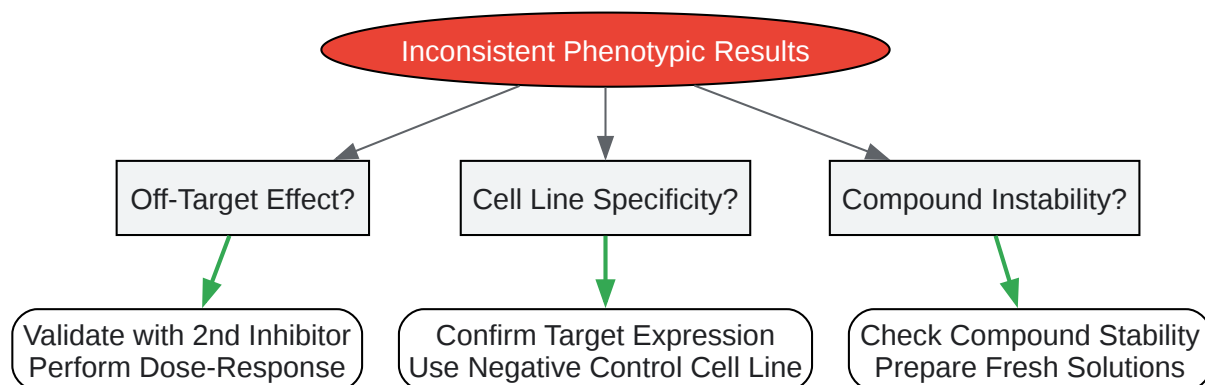 Inconsistent Phenotypic Results
Off-Target Effect?
Cell Line Specificity?
Compound Instability?
Validate with 2nd Inhibitor
Perform Dose-Response
Confirm Target Expression
Use Negative Control Cell Line
Check Compound Stability
Prepare Fresh Solutions